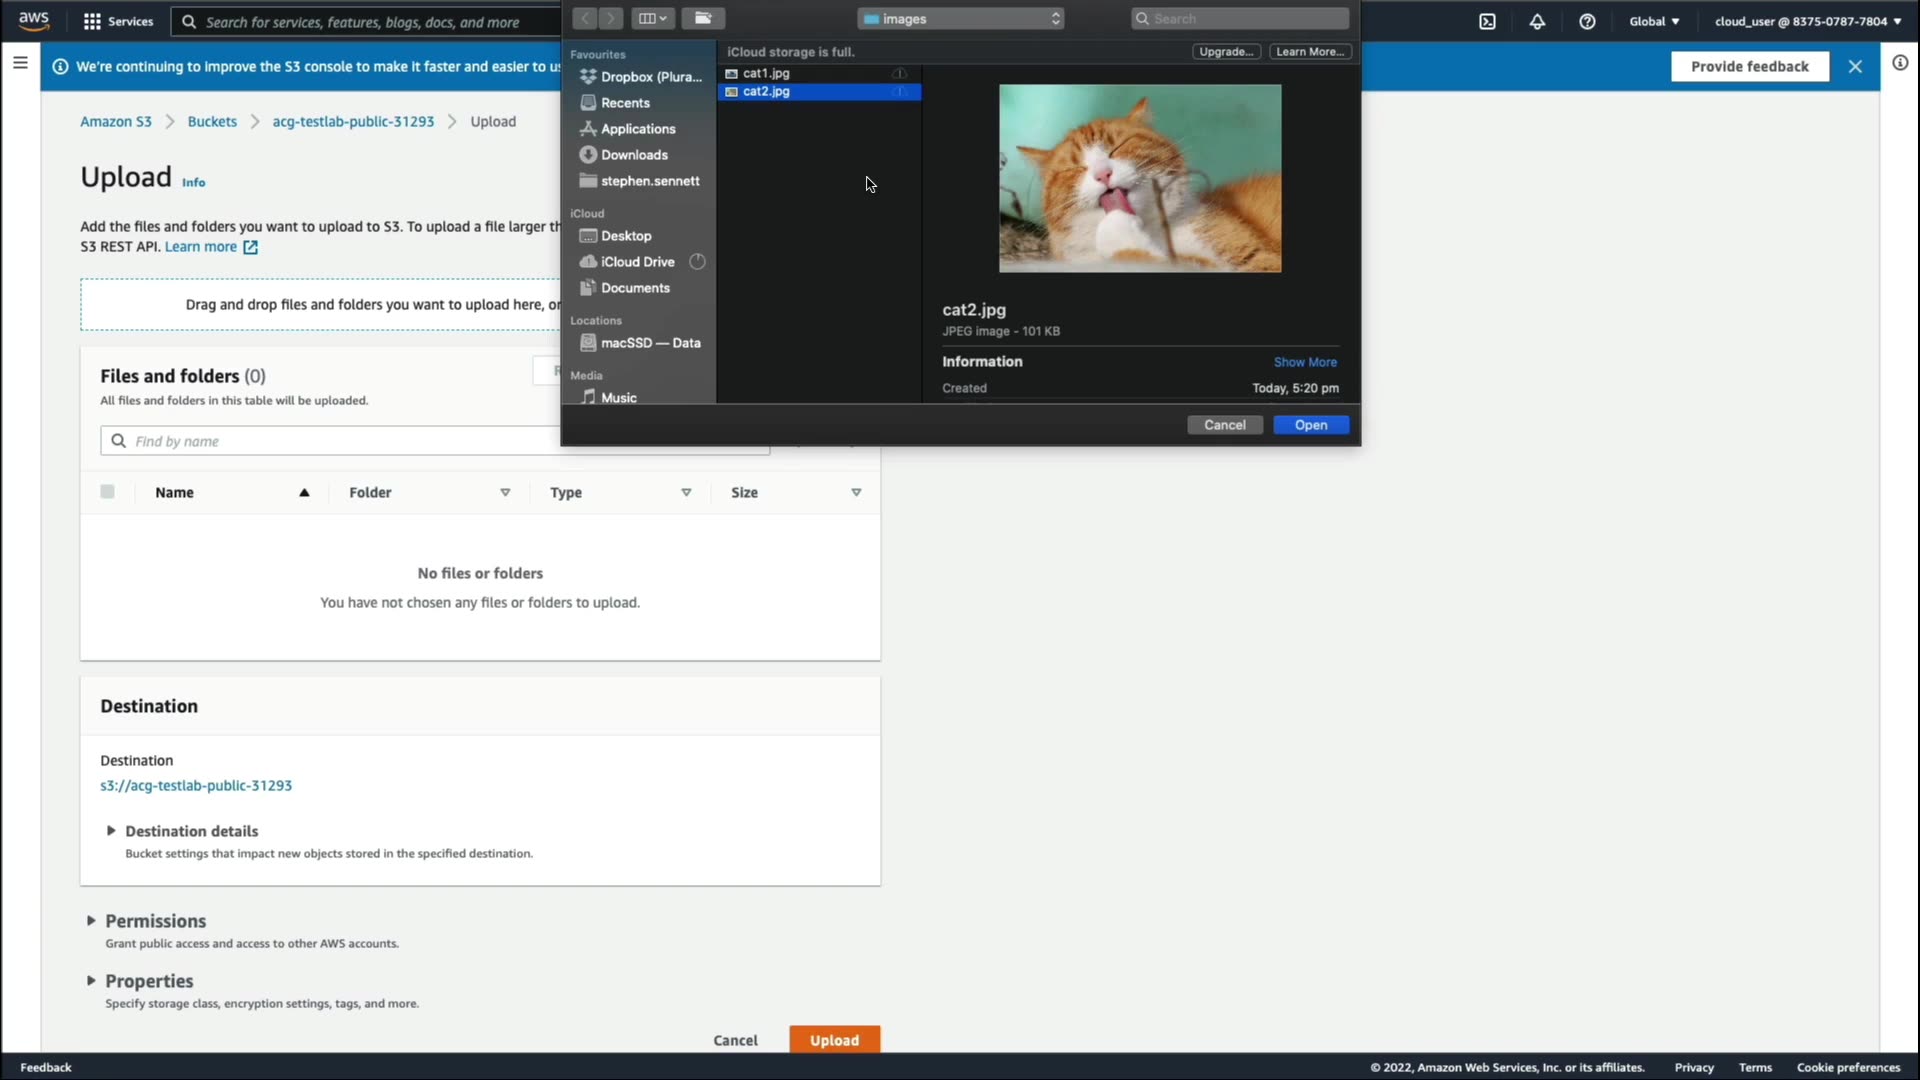 aws
Services
Search for services, features, blogs, docs, and more
images
Search
Global
cloud_user @ 8375-0787-7804
We're continuing to improve the S3 console to make it faster and easier to us
Provide feedback
Favourites
Dropbox (Plura...
Recents
Applications
Downloads
stephen.sennett
iCloud
Desktop
iCloud Drive
Documents
Locations
macSSD — Data
Media
Music
iCloud storage is full.
Upgrade...
Learn More...
cat1.jpg
cat2.jpg
cat2.jpg
JPEG image - 101 KB
Information
Show More
Created
Today, 5:20 pm
Cancel
Open
Amazon S3
Buckets
acg-testlab-public-31293
Upload
Upload
Info
Add the files and folders you want to upload to S3. To upload a file larger th
S3 REST API. Learn more
Drag and drop files and folders you want to upload here, or
Files and folders (0)
All files and folders in this table will be uploaded.
Find by name
Name
Folder
Type
Size
No files or folders
You have not chosen any files or folders to upload.
Destination
Destination
s3://acg-testlab-public-31293
Destination details
Bucket settings that impact new objects stored in the specified destination.
Permissions
Grant public access and access to other AWS accounts.
Properties
Specify storage class, encryption settings, tags, and more.
Cancel
Upload
Feedback
© 2022, Amazon Web Services, Inc. or its affiliates.
Privacy
Terms
Cookie preferences